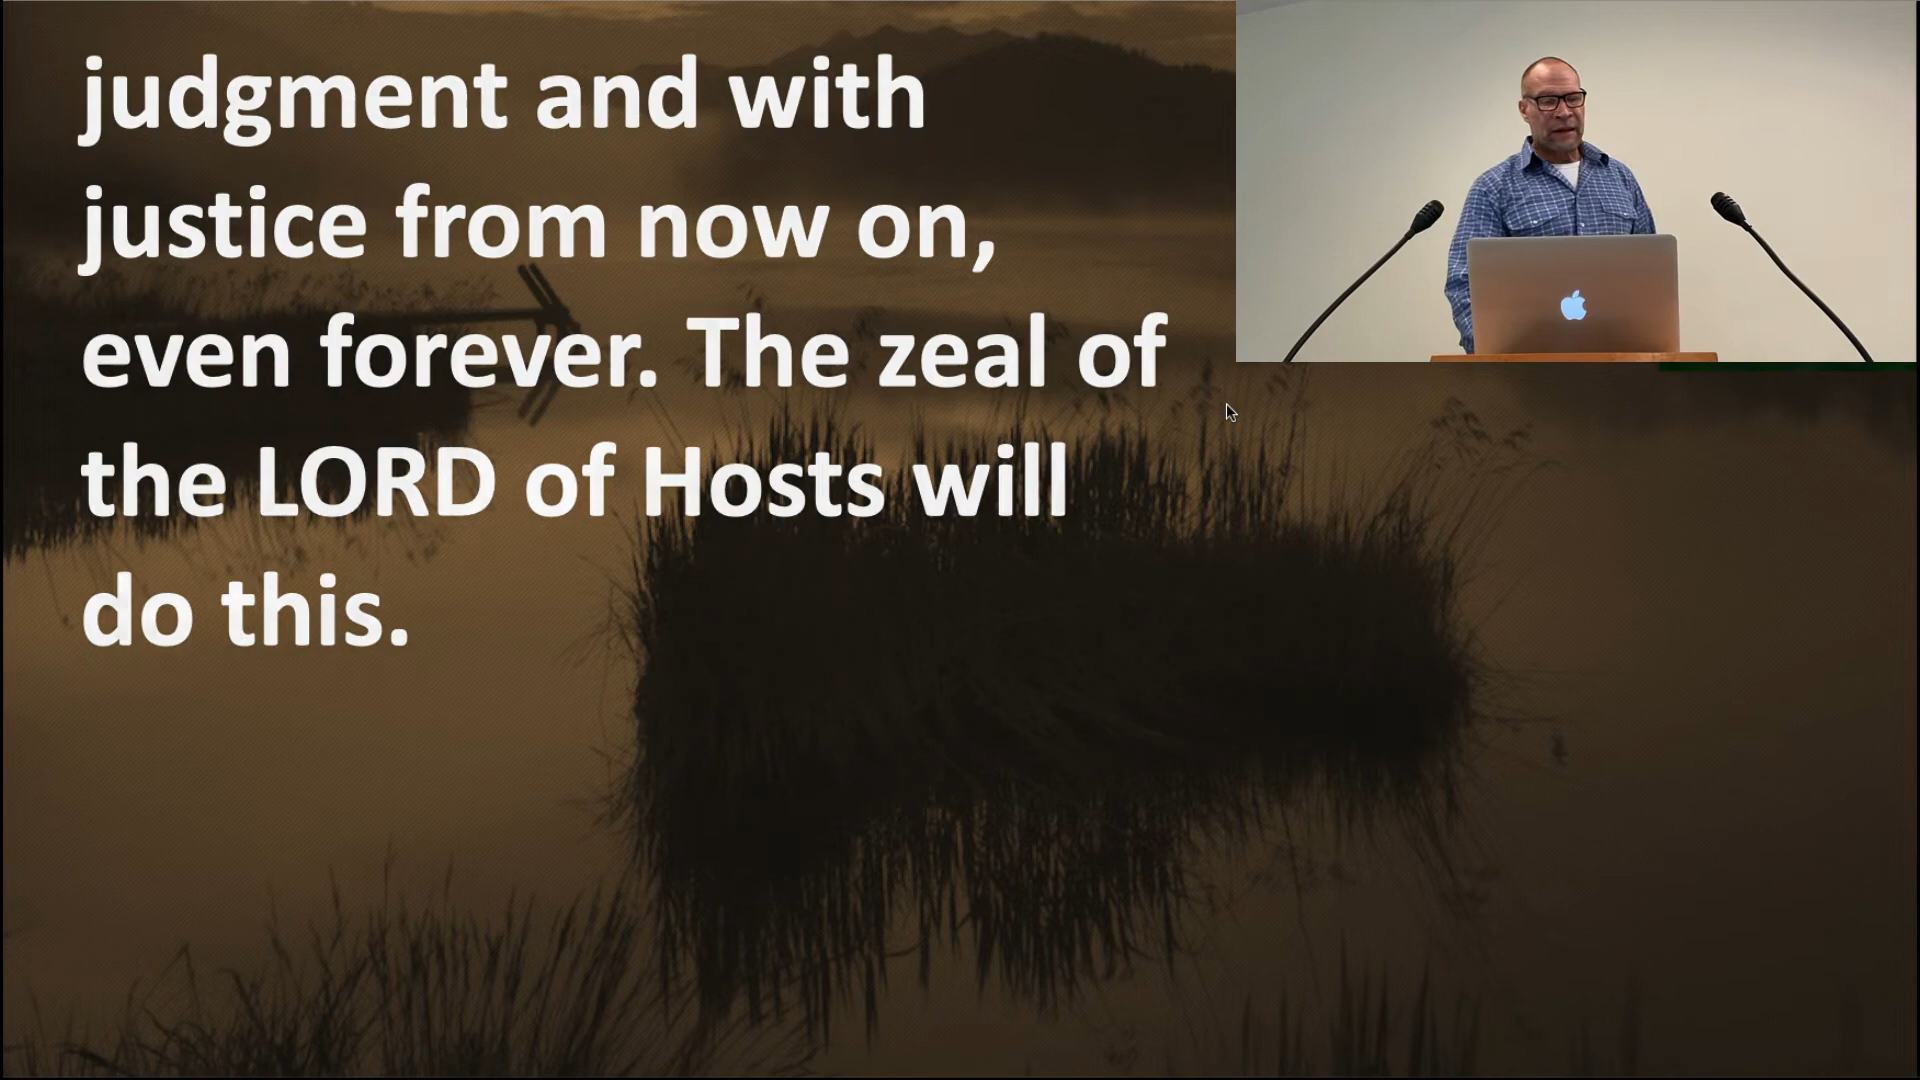 judgment and with
justice from now on,
even forever. The zeal of
the LORD of Hosts will
do this.